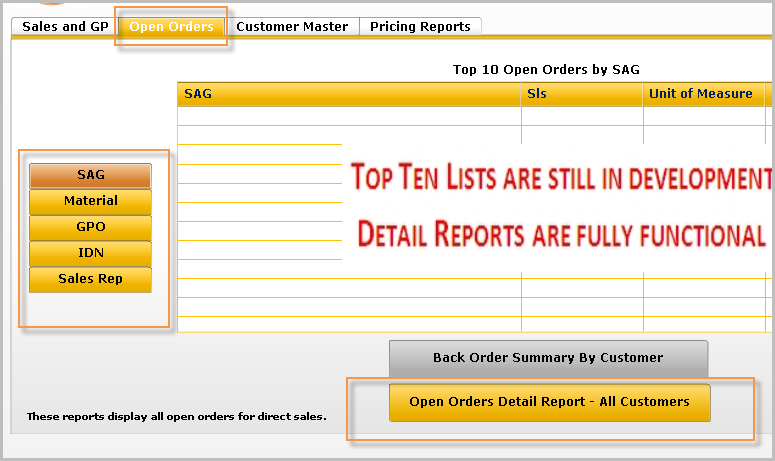 Sales and GP Open Orders Customer Master Pricing Reports
Top 10 Open Orders by SAG
SAG Sls Unit of Measure
TOP TEN LISTS ARE STILL IN DEVELOPMENT
DETAIL REPORTS ARE FULLY FUNCTIONAL
SAG
Material
GPO
IDN
Sales Rep
Back Order Summary By Customer
Open Orders Detail Report - All Customers
These reports display all open orders for direct sales.